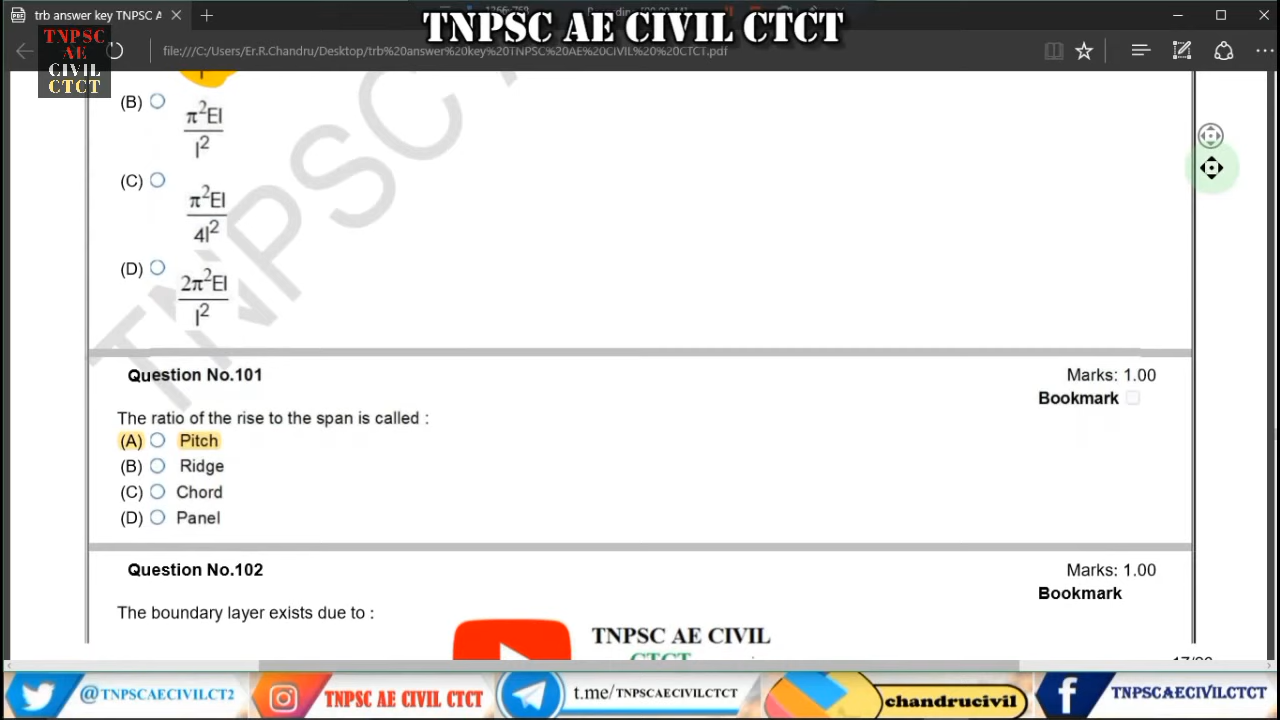 trb answer key TNPSC A
TNPSC AE CIVIL CTCT
TNPSC
AE
CIVIL
CTCT
file:///C:/Users/Er.R.Chandru/Desktop/trb%20answer%20key%20TNPSC%20AE%20CIVIL%20%20CTCT.pdf
(B) π²EI
l²
(C) π²EI
4l²
(D) 2π²EI
l²
Question No.101 Marks: 1.00
Bookmark
The ratio of the rise to the span is called :
(A) Pitch
(B) Ridge
(C) Chord
(D) Panel
Question No.102 Marks: 1.00
Bookmark
The boundary layer exists due to :
TNPSC AE CIVIL
CTCT
@TNPSCAECIVILCT2 TNPSC AE CIVIL CTCT t.me/TNPSCAECIVILCTCT chandrucivil TNPSCAECIVILCTCT